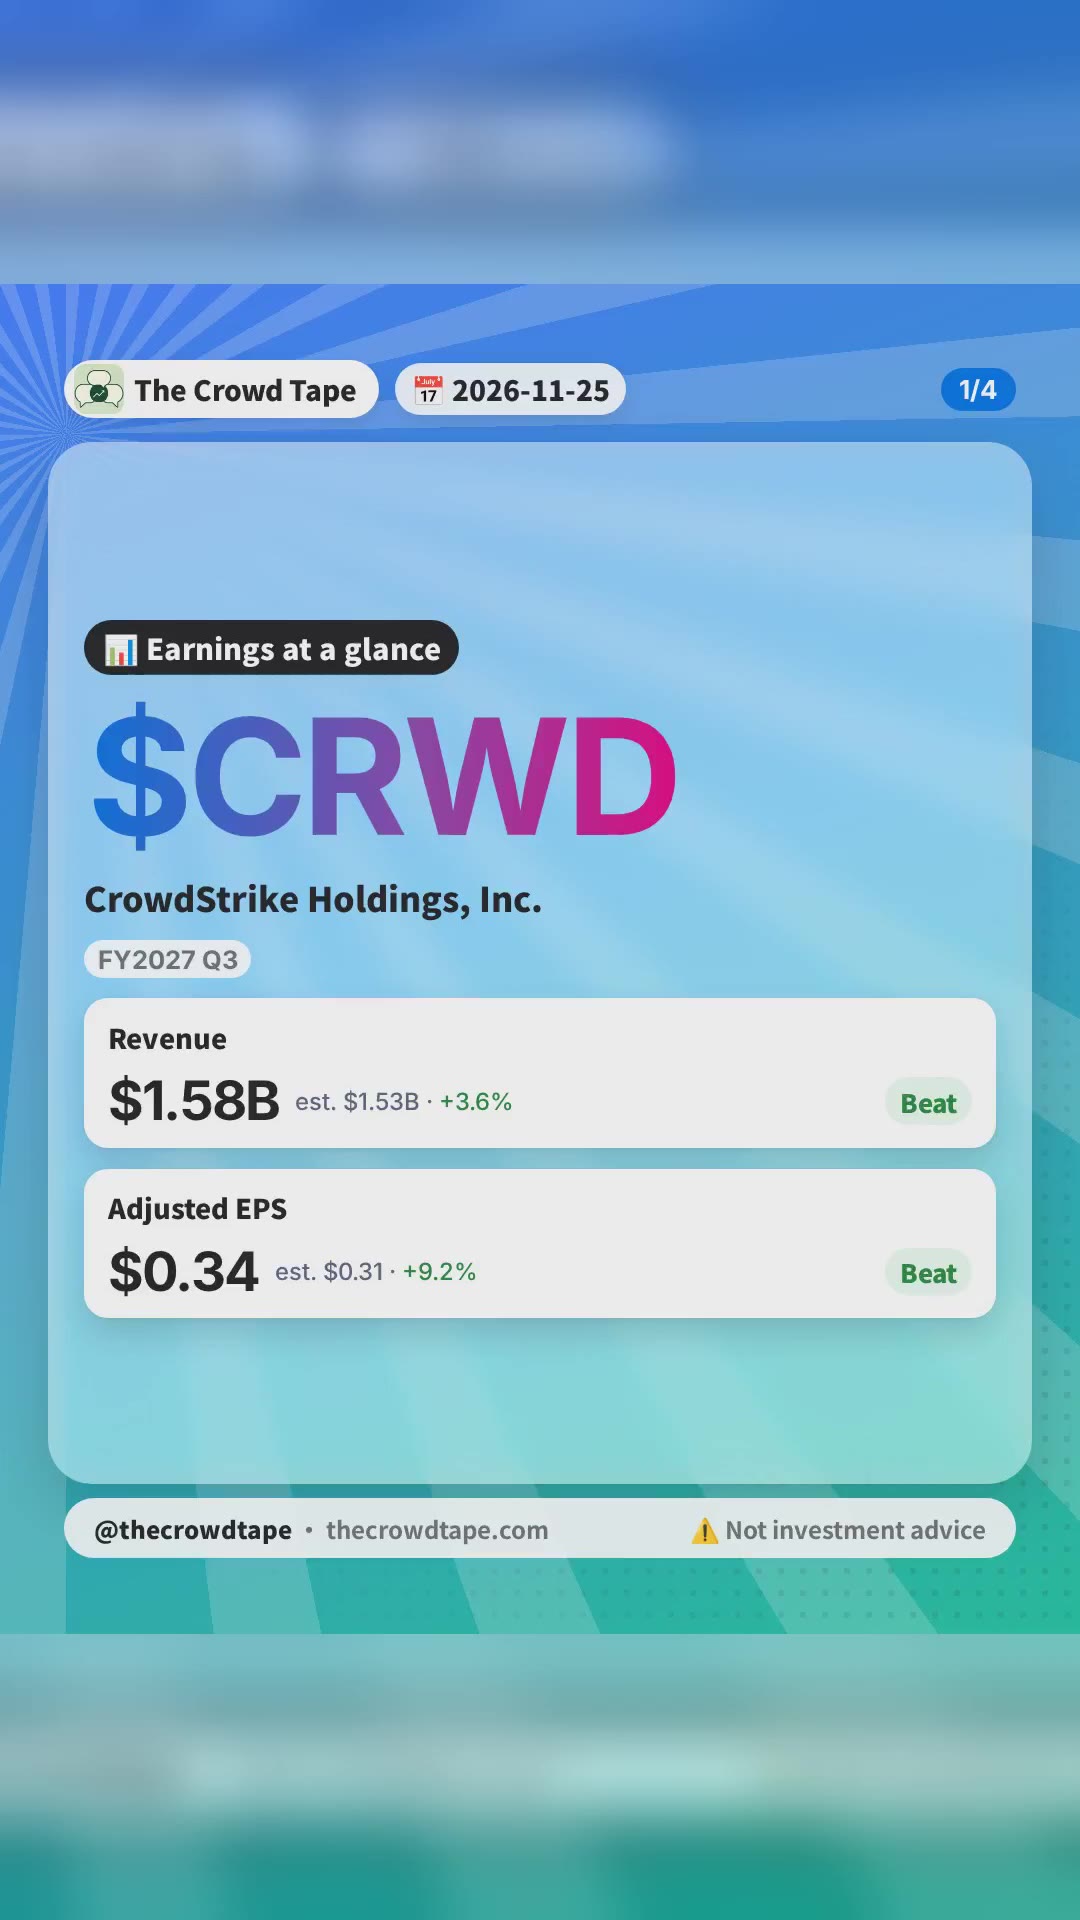 The Crowd Tape
2026-11-25
1/4
Earnings at a glance
$CRWD
CrowdStrike Holdings, Inc.
FY2027 Q3
Revenue
$1.58B est. $1.53B · +3.6% Beat
Adjusted EPS
$0.34 est. $0.31 · +9.2% Beat
@thecrowdtape • thecrowdtape.com
⚠️ Not investment advice